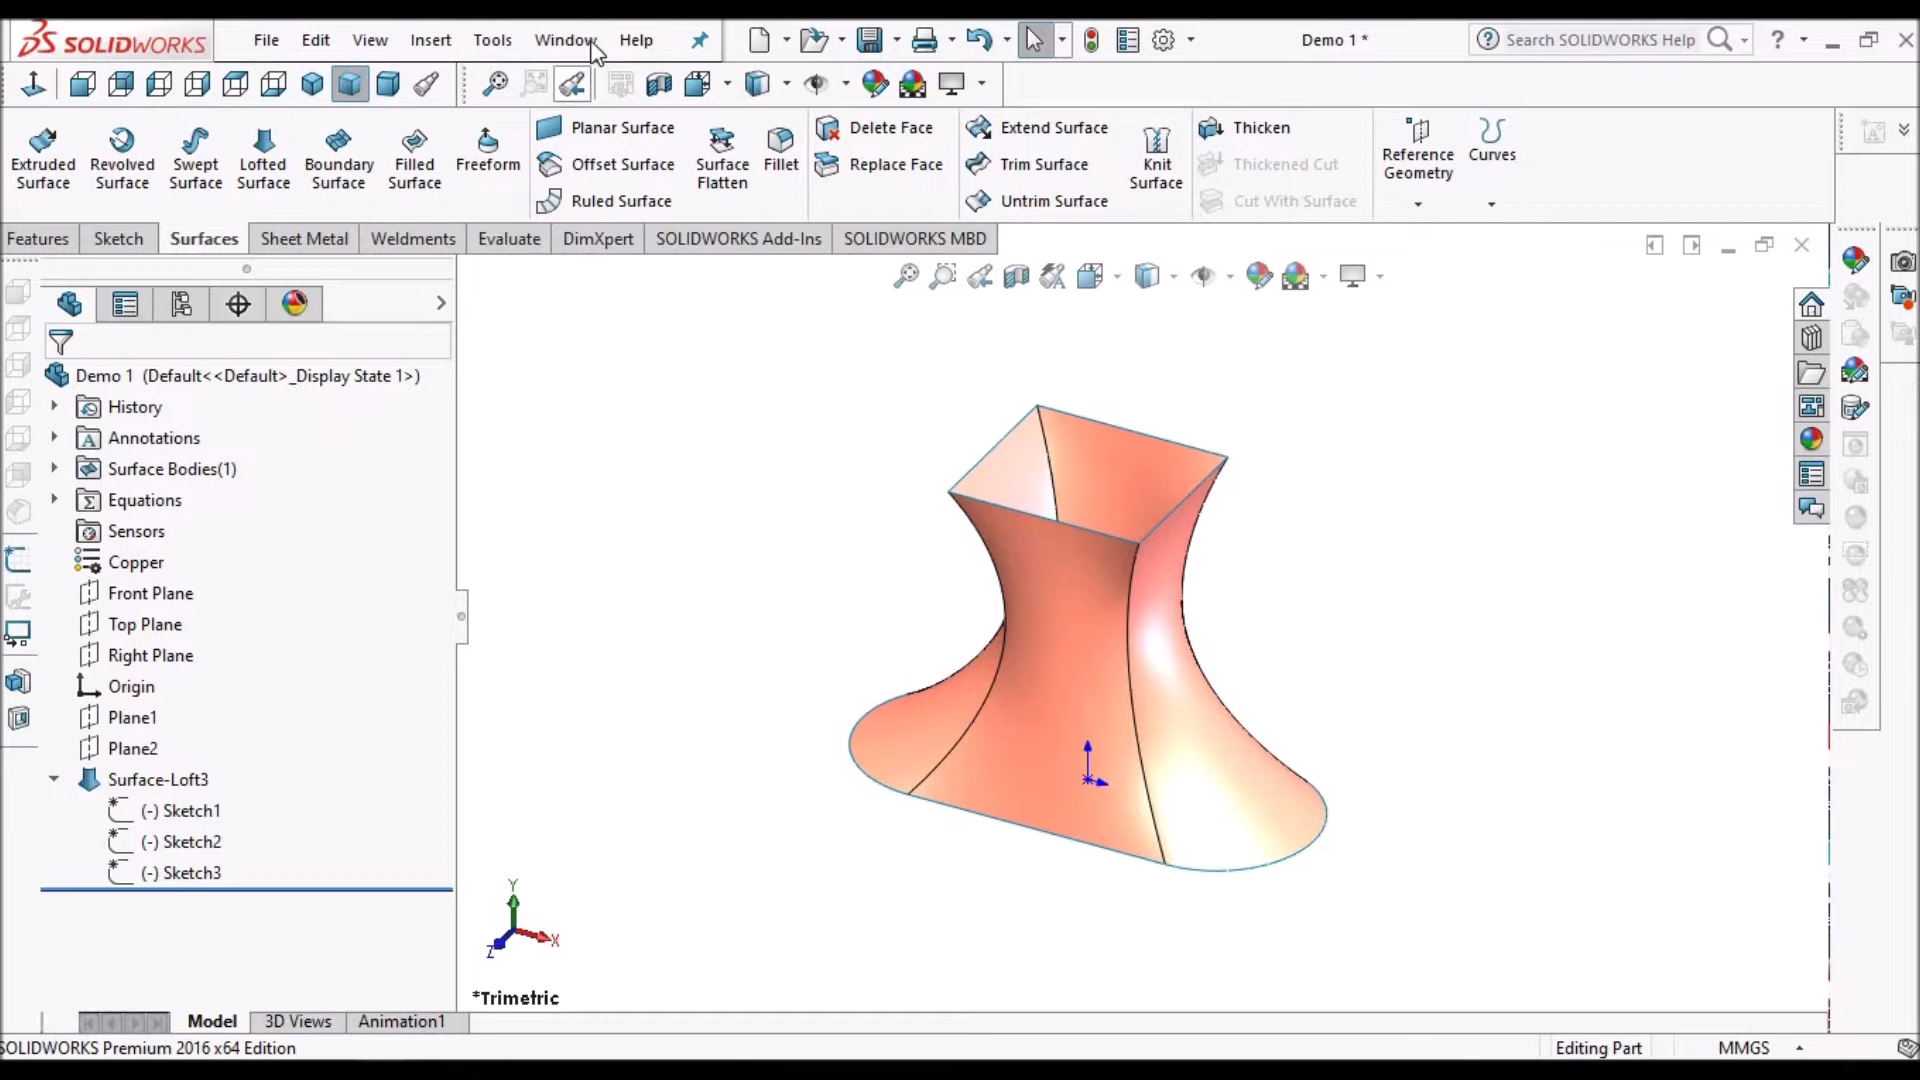 SOLIDWORKS File Edit View Insert Tools Window Help Demo 1 * Search SOLIDWORKS Help ?
Extruded Surface
Revolved Surface
Swept Surface
Lofted Surface
Boundary Surface
Filled Surface
Freeform
Planar Surface
Offset Surface
Ruled Surface
Surface Flatten
Fillet
Delete Face
Replace Face
Extend Surface
Trim Surface
Untrim Surface
Knit Surface
Thicken
Thickened Cut
Cut With Surface
Reference Geometry
Curves
Features Sketch Surfaces Sheet Metal Weldments Evaluate DimXpert SOLIDWORKS Add-Ins SOLIDWORKS MBD
Demo 1 (Default<<Default>_Display State 1>)
History
Annotations
Surface Bodies(1)
Equations
Sensors
Copper
Front Plane
Top Plane
Right Plane
Origin
Plane1
Plane2
Surface-Loft3
(-) Sketch1
(-) Sketch2
(-) Sketch3
Y
X
Z
*Trimetric
Model 3D Views Animation1
SOLIDWORKS Premium 2016 x64 Edition Editing Part MMGS